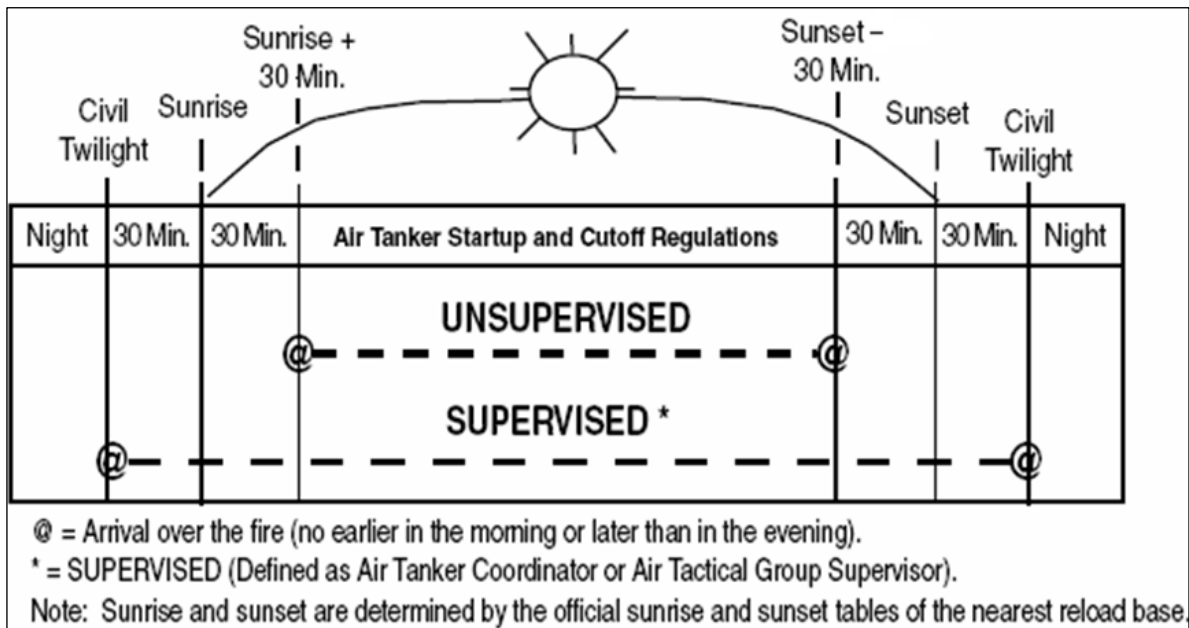 Sunrise +
30 Min.
Sunset –
30 Min.
Civil
Twilight
Sunrise
Sunset
Civil
Twilight
Night 30 Min. 30 Min. Air Tanker Startup and Cutoff Regulations 30 Min. 30 Min. Night
UNSUPERVISED
@ @
SUPERVISED *
@ @
@ = Arrival over the fire (no earlier in the morning or later than in the evening).
* = SUPERVISED (Defined as Air Tanker Coordinator or Air Tactical Group Supervisor).
Note: Sunrise and sunset are determined by the official sunrise and sunset tables of the nearest reload base.